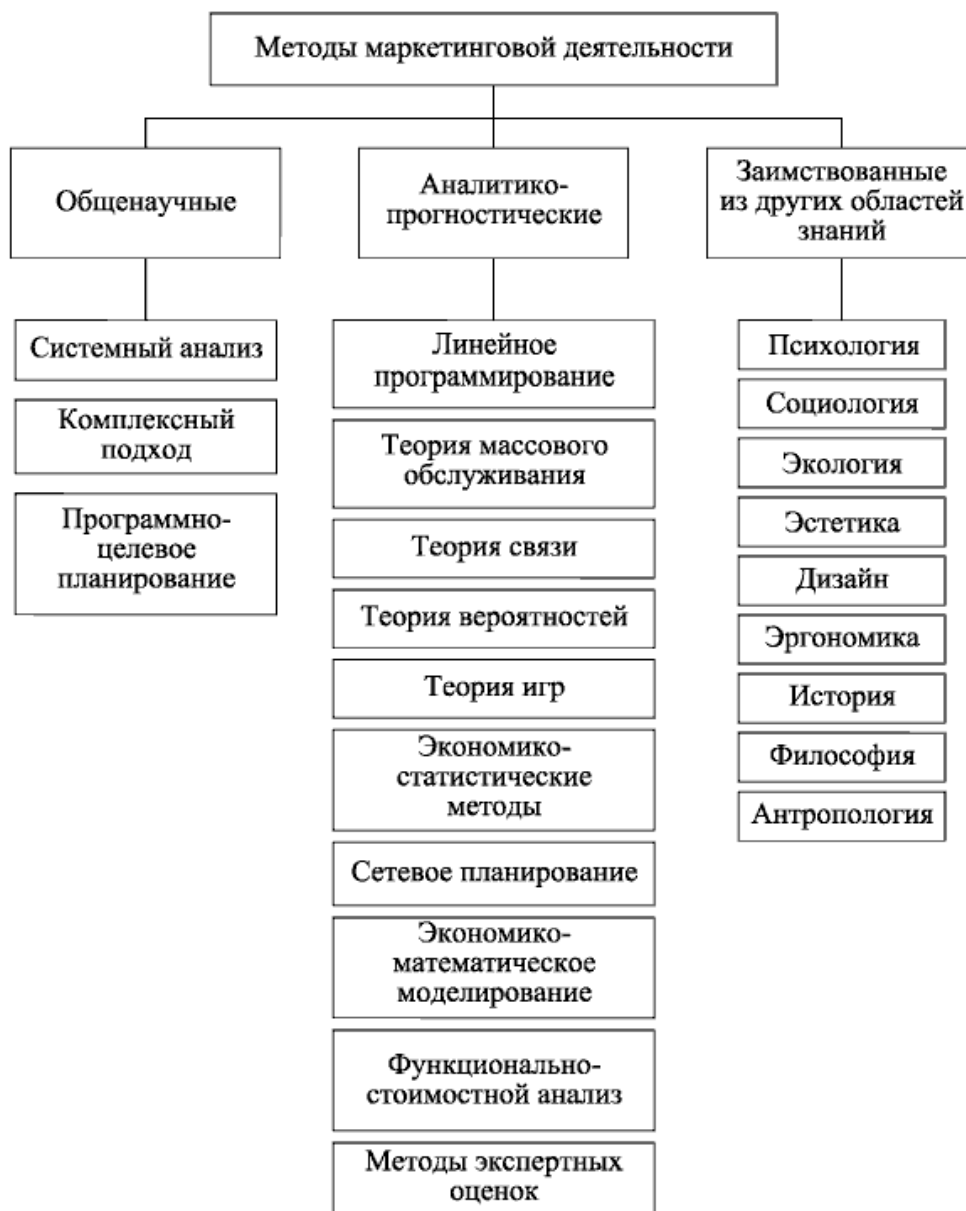 Методы маркетинговой деятельности
Общенаучные
Аналитико-
прогностические
Заимствованные
из других областей
знаний
Системный анализ
Комплексный
подход
Программно-
целевое
планирование
Линейное
программирование
Теория массового
обслуживания
Теория связи
Теория вероятностей
Теория игр
Экономико-
статистические
методы
Сетевое планирование
Экономико-
математическое
моделирование
Функционально-
стоимостной анализ
Методы экспертных
оценок
Психология
Социология
Экология
Эстетика
Дизайн
Эргономика
История
Философия
Антропология